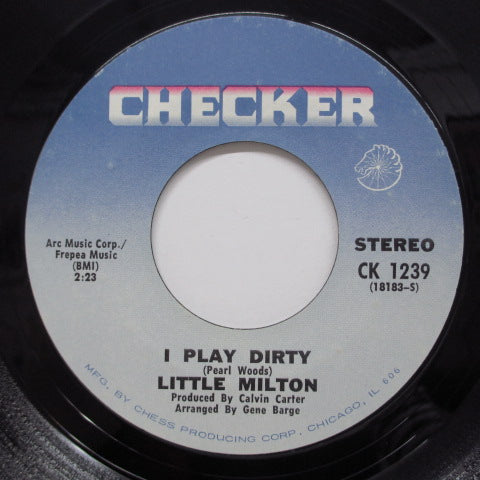 CHECKER
Arc Music Corp./
Frepea Music
(BMI)
2:23
STEREO
CK 1239
(18183-S)
I PLAY DIRTY
(Pearl Woods)
LITTLE MILTON
Produced By Calvin Carter
Arranged By Gene Barge
MFG. BY CHESS PRODUCING CORP., CHICAGO, IL 606